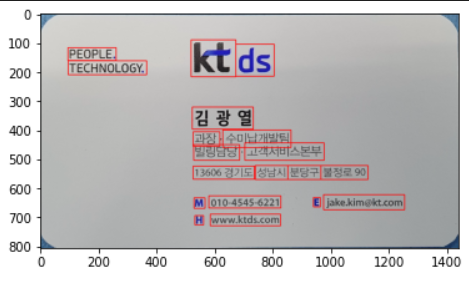 0
100
200
300
400
500
600
700
800
0
200
400
600
800
1000
1200
1400
PEOPLE.
TECHNOLOGY.
kt ds
김 광 열
과장 · 수미납개발팀
빌링담당 · 고객서비스본부
13606 경기도 성남시 분당구 불정로 90
M 010-4545-6221 E jake.kim@kt.com
H www.ktds.com